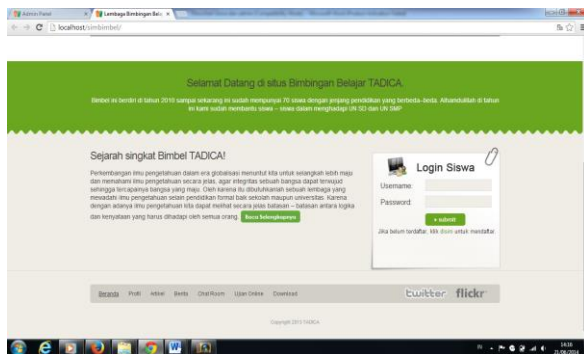 Admin Panel
Lembaga Bimbingan Bela
localhost/simbimbel/
Selamat Datang di situs Bimbingan Belajar TADICA.
Bimbel ini berdiri di tahun 2010 sampai sekarang ini sudah mempunyai 70 siswa dengan jenjang pendidikan yang berbeda-beda. Alhamdulillah di tahun
ini kami sudah membantu siswa - siswa dalam menghadapi UN SD dan UN SMP
Sejarah singkat Bimbel TADICA!
Perkembangan ilmu pengetahuan dalam era globalisasi menuntut kita untuk selangkah lebih maju
dan memahami ilmu pengetahuan secara jelas, agar integritas sebuah bangsa dapat terwujud
sehingga tercapainya bangsa yang maju. Oleh karena itu dibutuhkanlah sebuah lembaga yang
mewadahi ilmu pengetahuan selain pendidikan formal baik sekolah maupun universitas. Karena
dengan adanya ilmu pengetahuan kita dapat melihat secara jelas batasan - batasan antara logika
dan kenyataan yang harus dihadapi oleh semua orang. Baca Selengkapnya
Login Siswa
Username:
Password:
submit
Jika belum terdaftar, klik disini untuk mendaftar.
Beranda Profil Artikel Berita Chat Room Ujian Online Download
twitter flickr
Copyright 2013 TADICA
14:10
21/08/2014